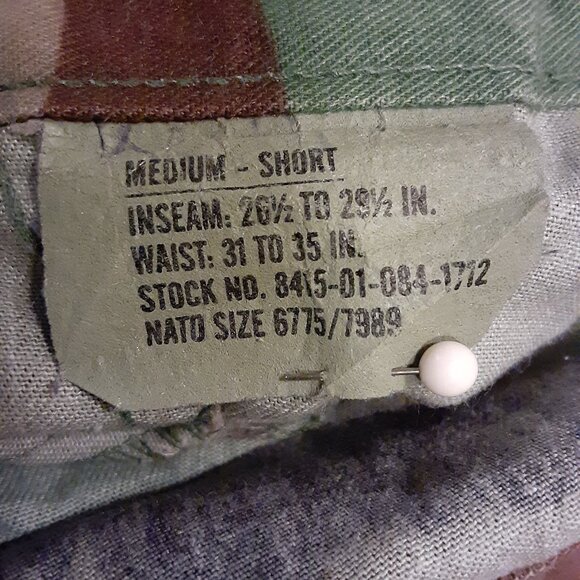 MEDIUM - SHORT
INSEAM: 26½ TO 29½ IN.
WAIST: 31 TO 35 IN.
STOCK NO. 8415-01-084-1712
NATO SIZE 6775/7989